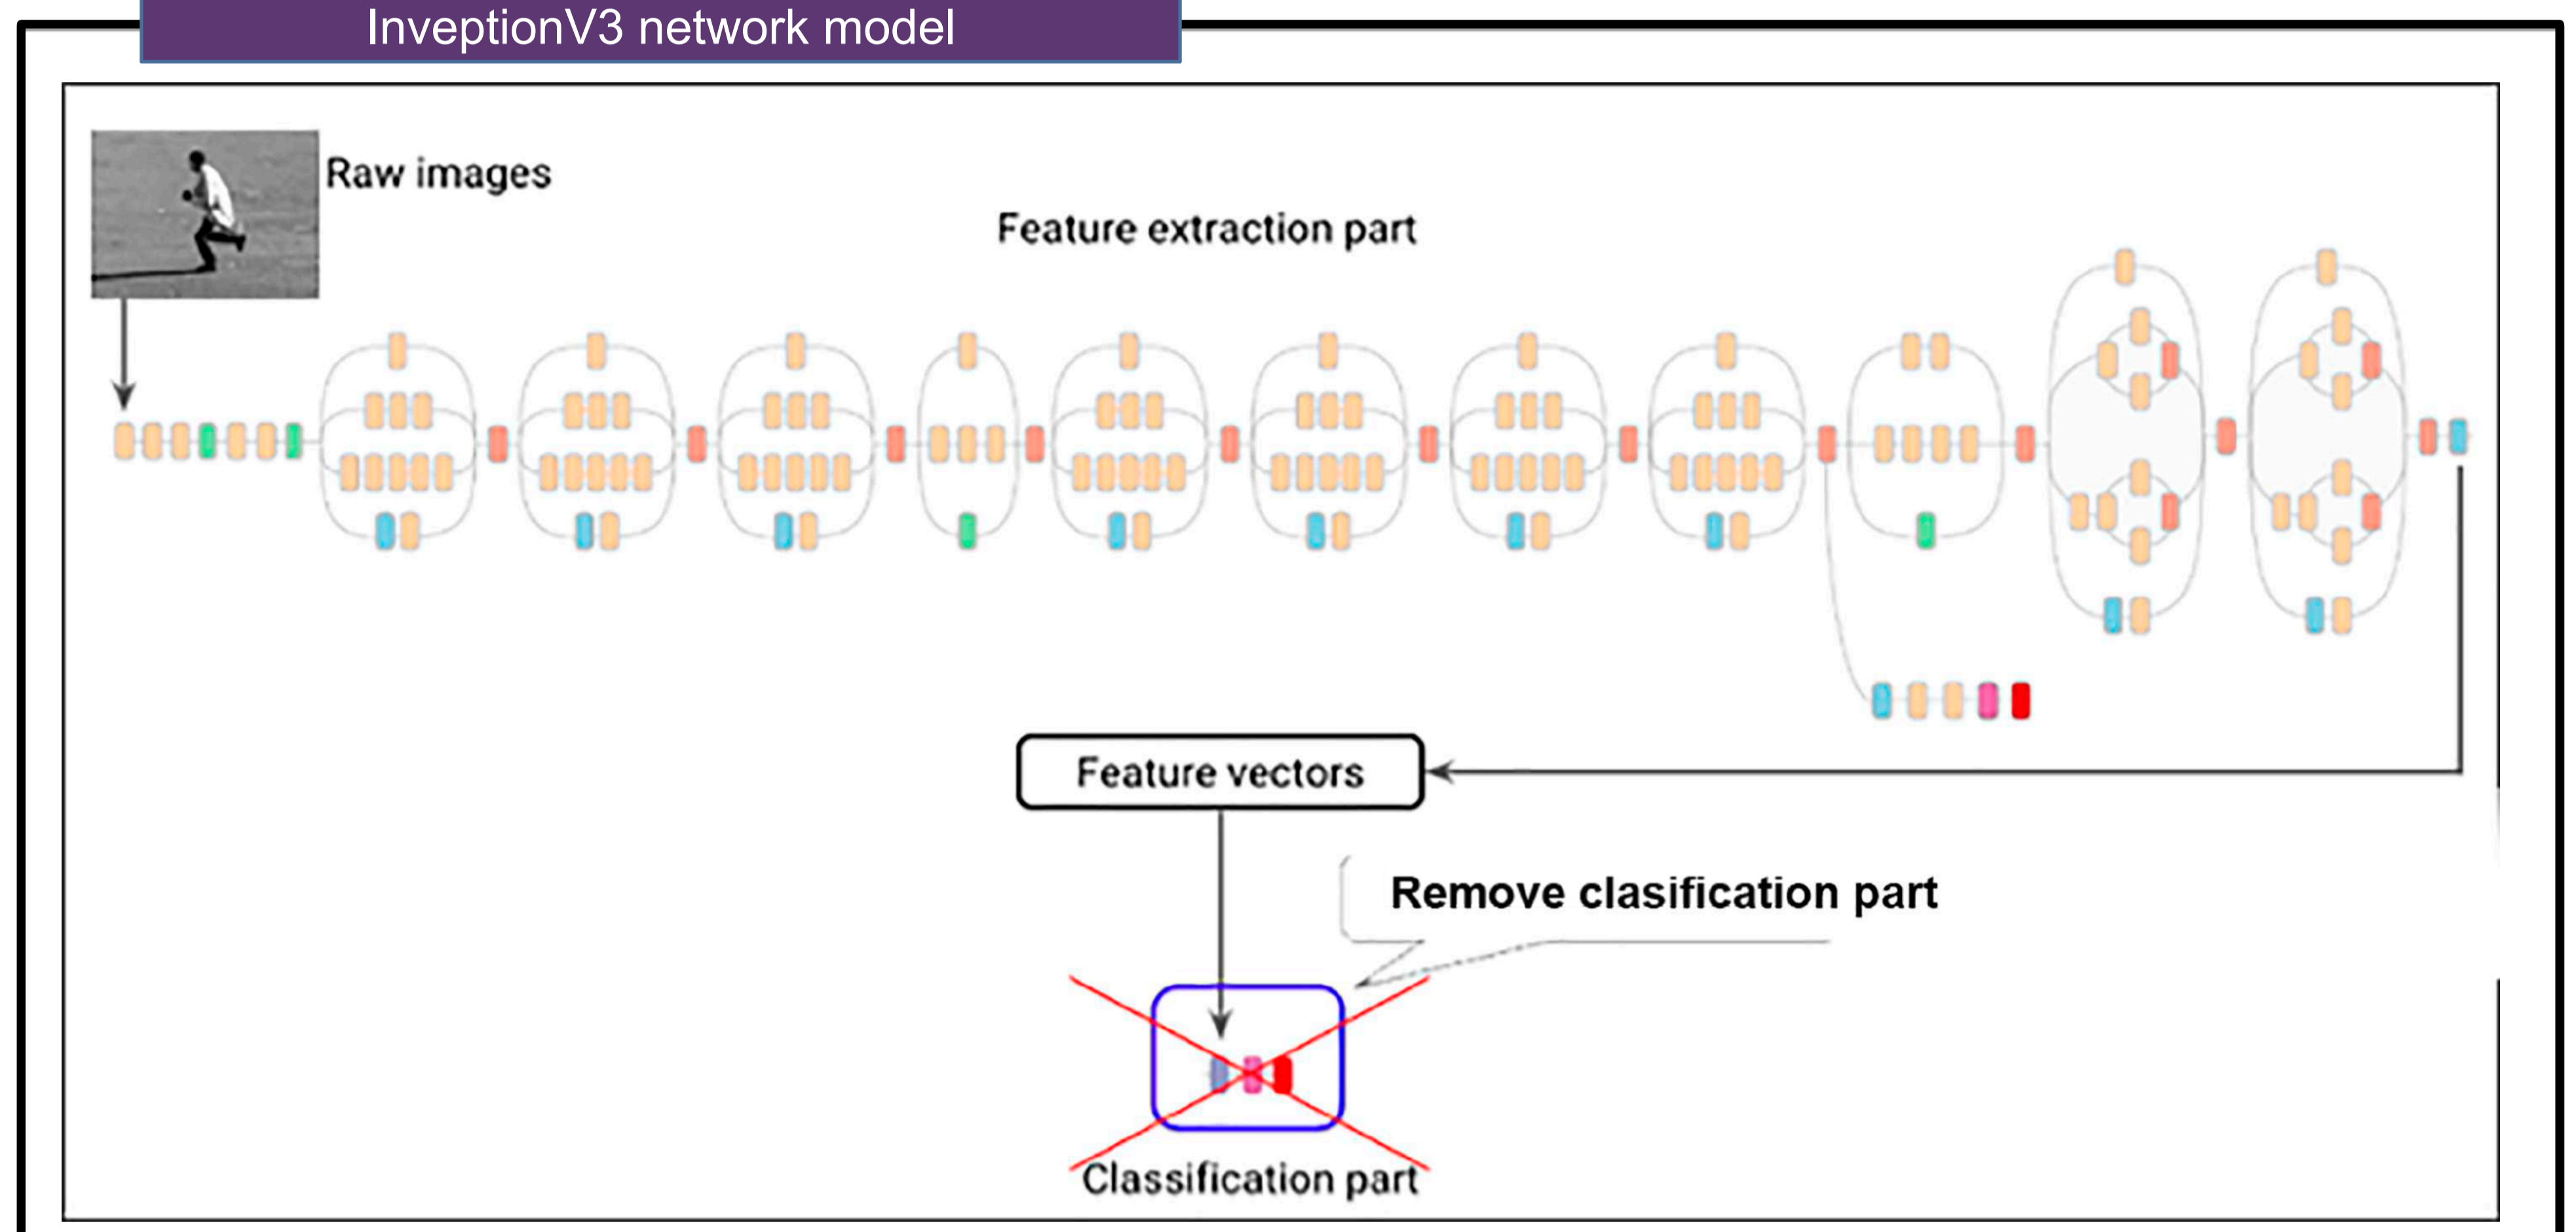 InveptionV3 network model
Raw images
Feature extraction part
Feature vectors
Remove clasification part
Classification part